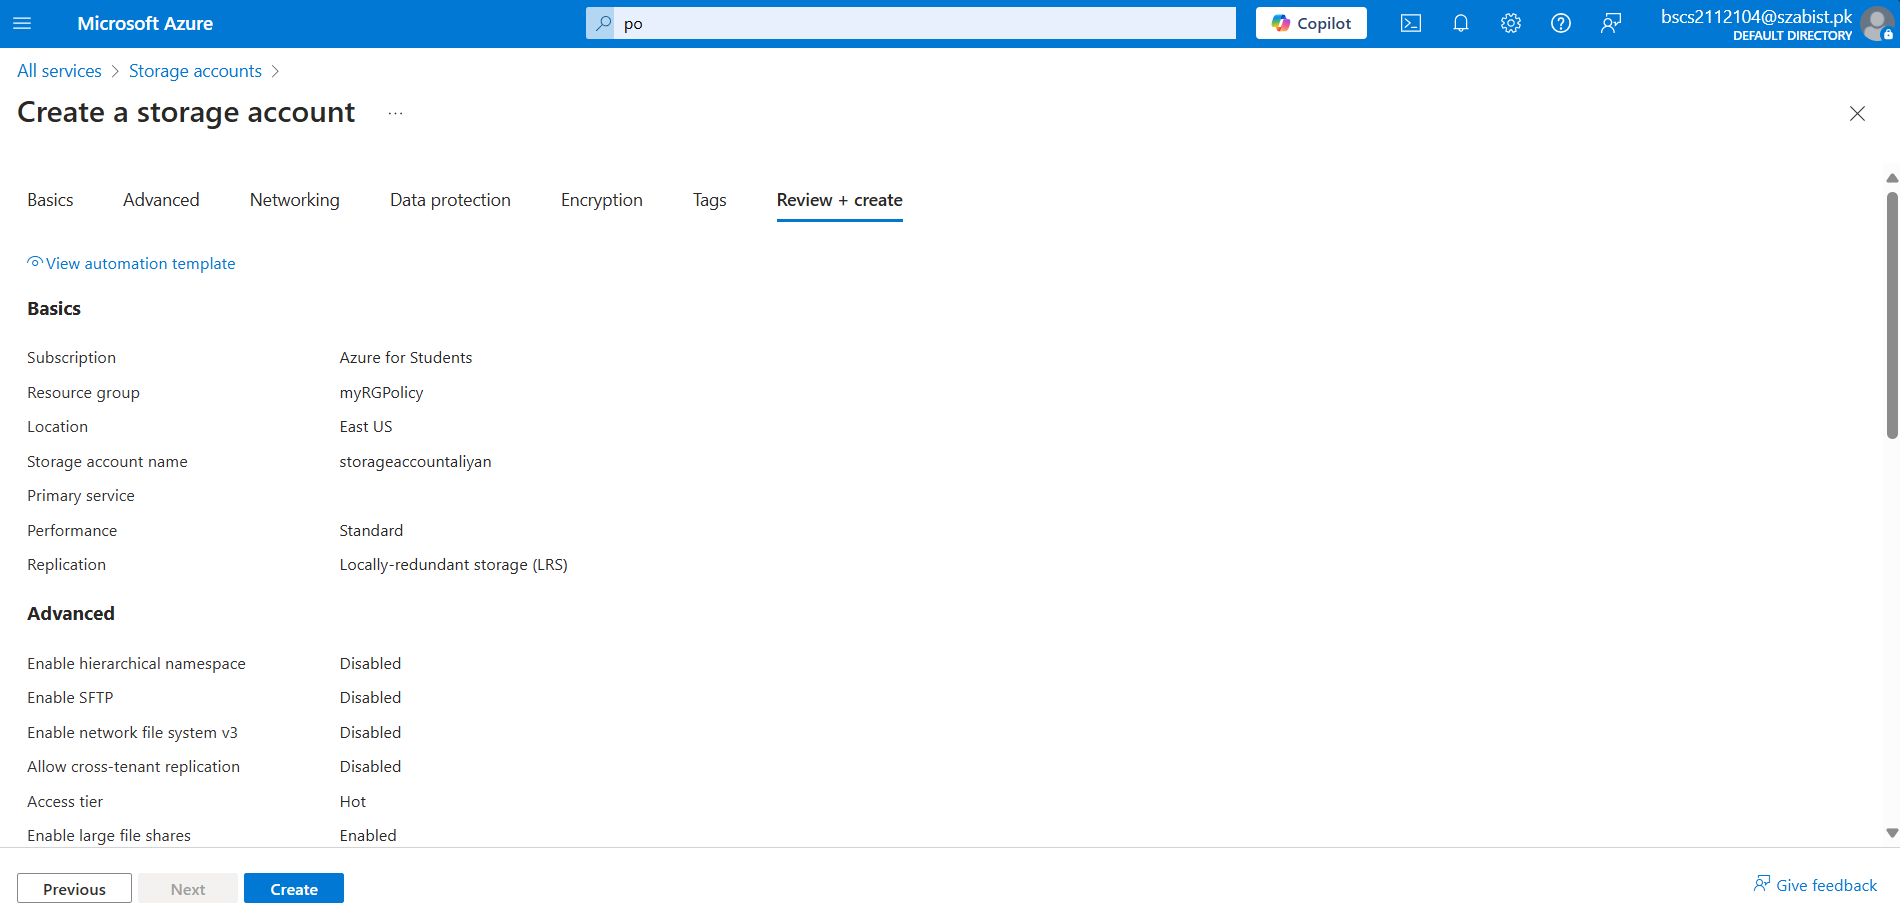 Microsoft Azure
po
Copilot
bscs2112104@szabist.pk
DEFAULT DIRECTORY
All services > Storage accounts >
Create a storage account ...
Basics Advanced Networking Data protection Encryption Tags Review + create
View automation template
Basics
Subscription Azure for Students
Resource group myRGPolicy
Location East US
Storage account name storageaccountaliyan
Primary service
Performance Standard
Replication Locally-redundant storage (LRS)
Advanced
Enable hierarchical namespace Disabled
Enable SFTP Disabled
Enable network file system v3 Disabled
Allow cross-tenant replication Disabled
Access tier Hot
Enable large file shares Enabled
Previous Next Create Give feedback